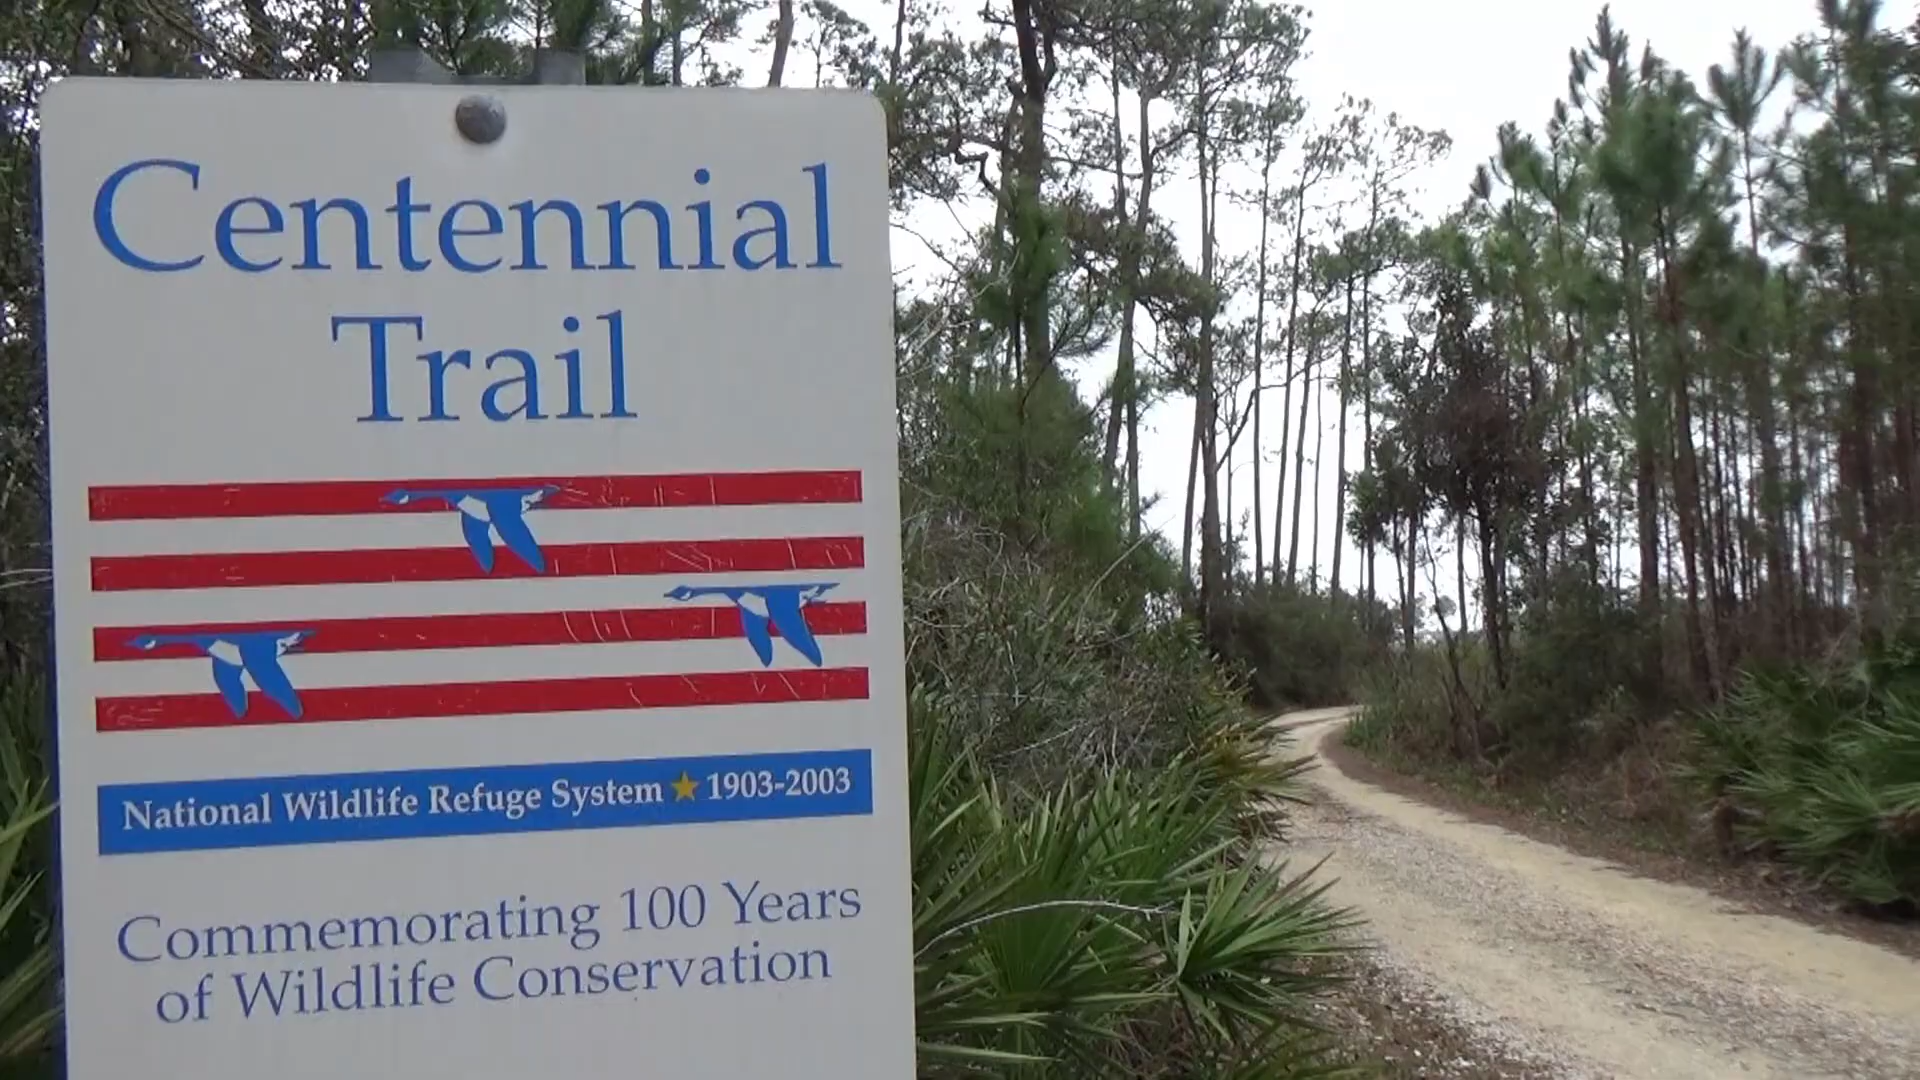 Centennial
Trail
National Wildlife Refuge System ★ 1903-2003
Commemorating 100 Years
of Wildlife Conservation